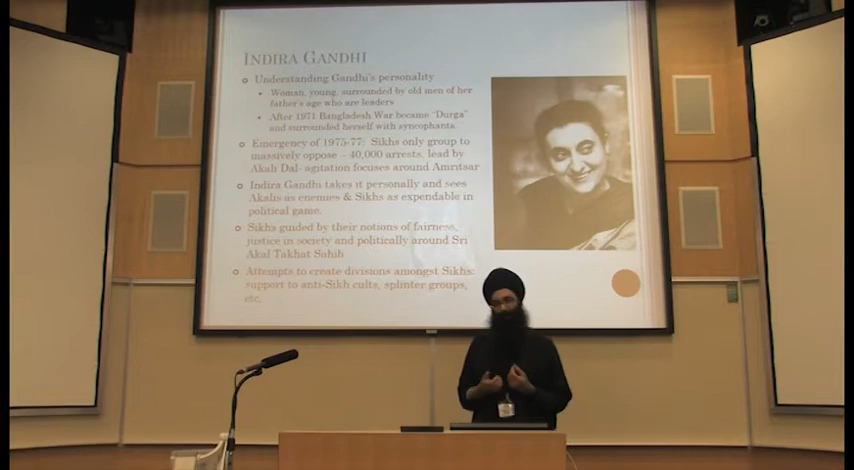 INDIRA GANDHI
Understanding Gandhi's personality
Woman, young, surrounded by old men of her
father's age who are leaders
After 1971 Bangladesh War became "Durga"
and surrounded herself with syncophants.
Emergency of 1975-77: Sikhs only group to
massively oppose – 40,000 arrests, lead by
Akali Dal- agitation focuses around Amritsar
Indira Gandhi takes it personally and sees
Akalis as enemies & Sikhs as expendable in
political game.
Sikhs guided by their notions of fairness,
justice in society and politically around Sri
Akal Takhat Sahib
Attempts to create divisions amongst Sikhs:
support to anti-Sikh cults, splinter groups,
etc.